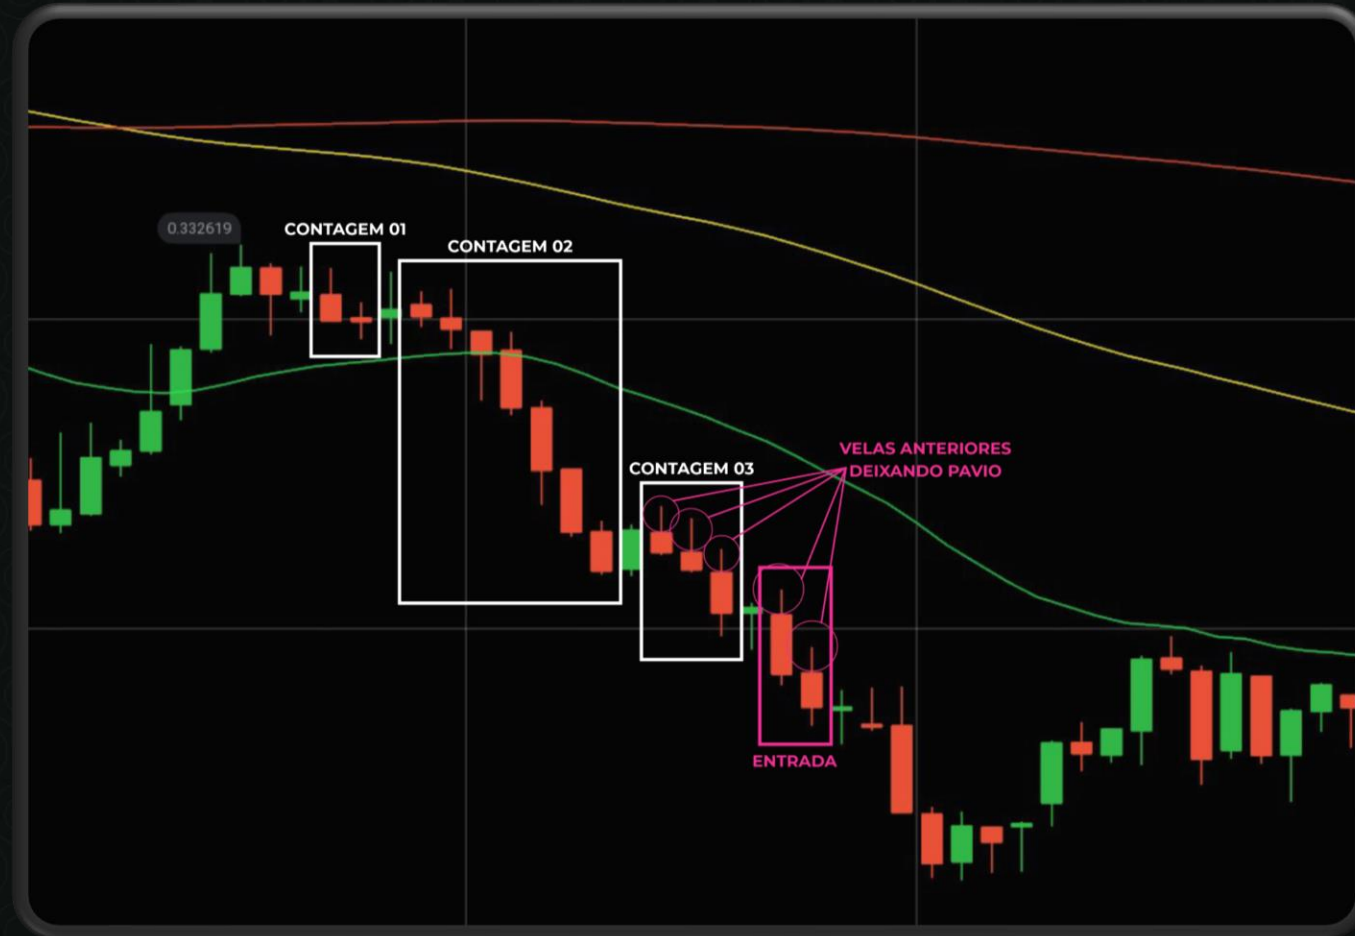 0.332619
CONTAGEM 01
CONTAGEM 02
CONTAGEM 03
VELAS ANTERIORES
DEIXANDO PAVIO
ENTRADA